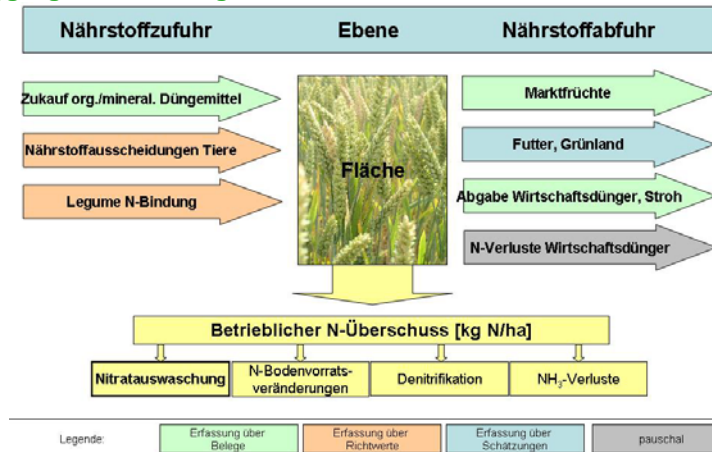 Nährstoffzufuhr Ebene Nährstoffabfuhr
Zukauf org./mineral. Düngemittel
Nährstoffausscheidungen Tiere
Legume N-Bindung
Fläche
Marktfrüchte
Futter, Grünland
Abgabe Wirtschaftsdünger, Stroh
N-Verluste Wirtschaftsdünger
Betrieblicher N-Überschuss [kg N/ha]
Nitratauswaschung
N-Bodenvorrats-
veränderungen
Denitrifikation
NH3-Verluste
Legende:
Erfassung über
Belege
Erfassung über
Richtwerte
Erfassung über
Schätzungen
pauschal